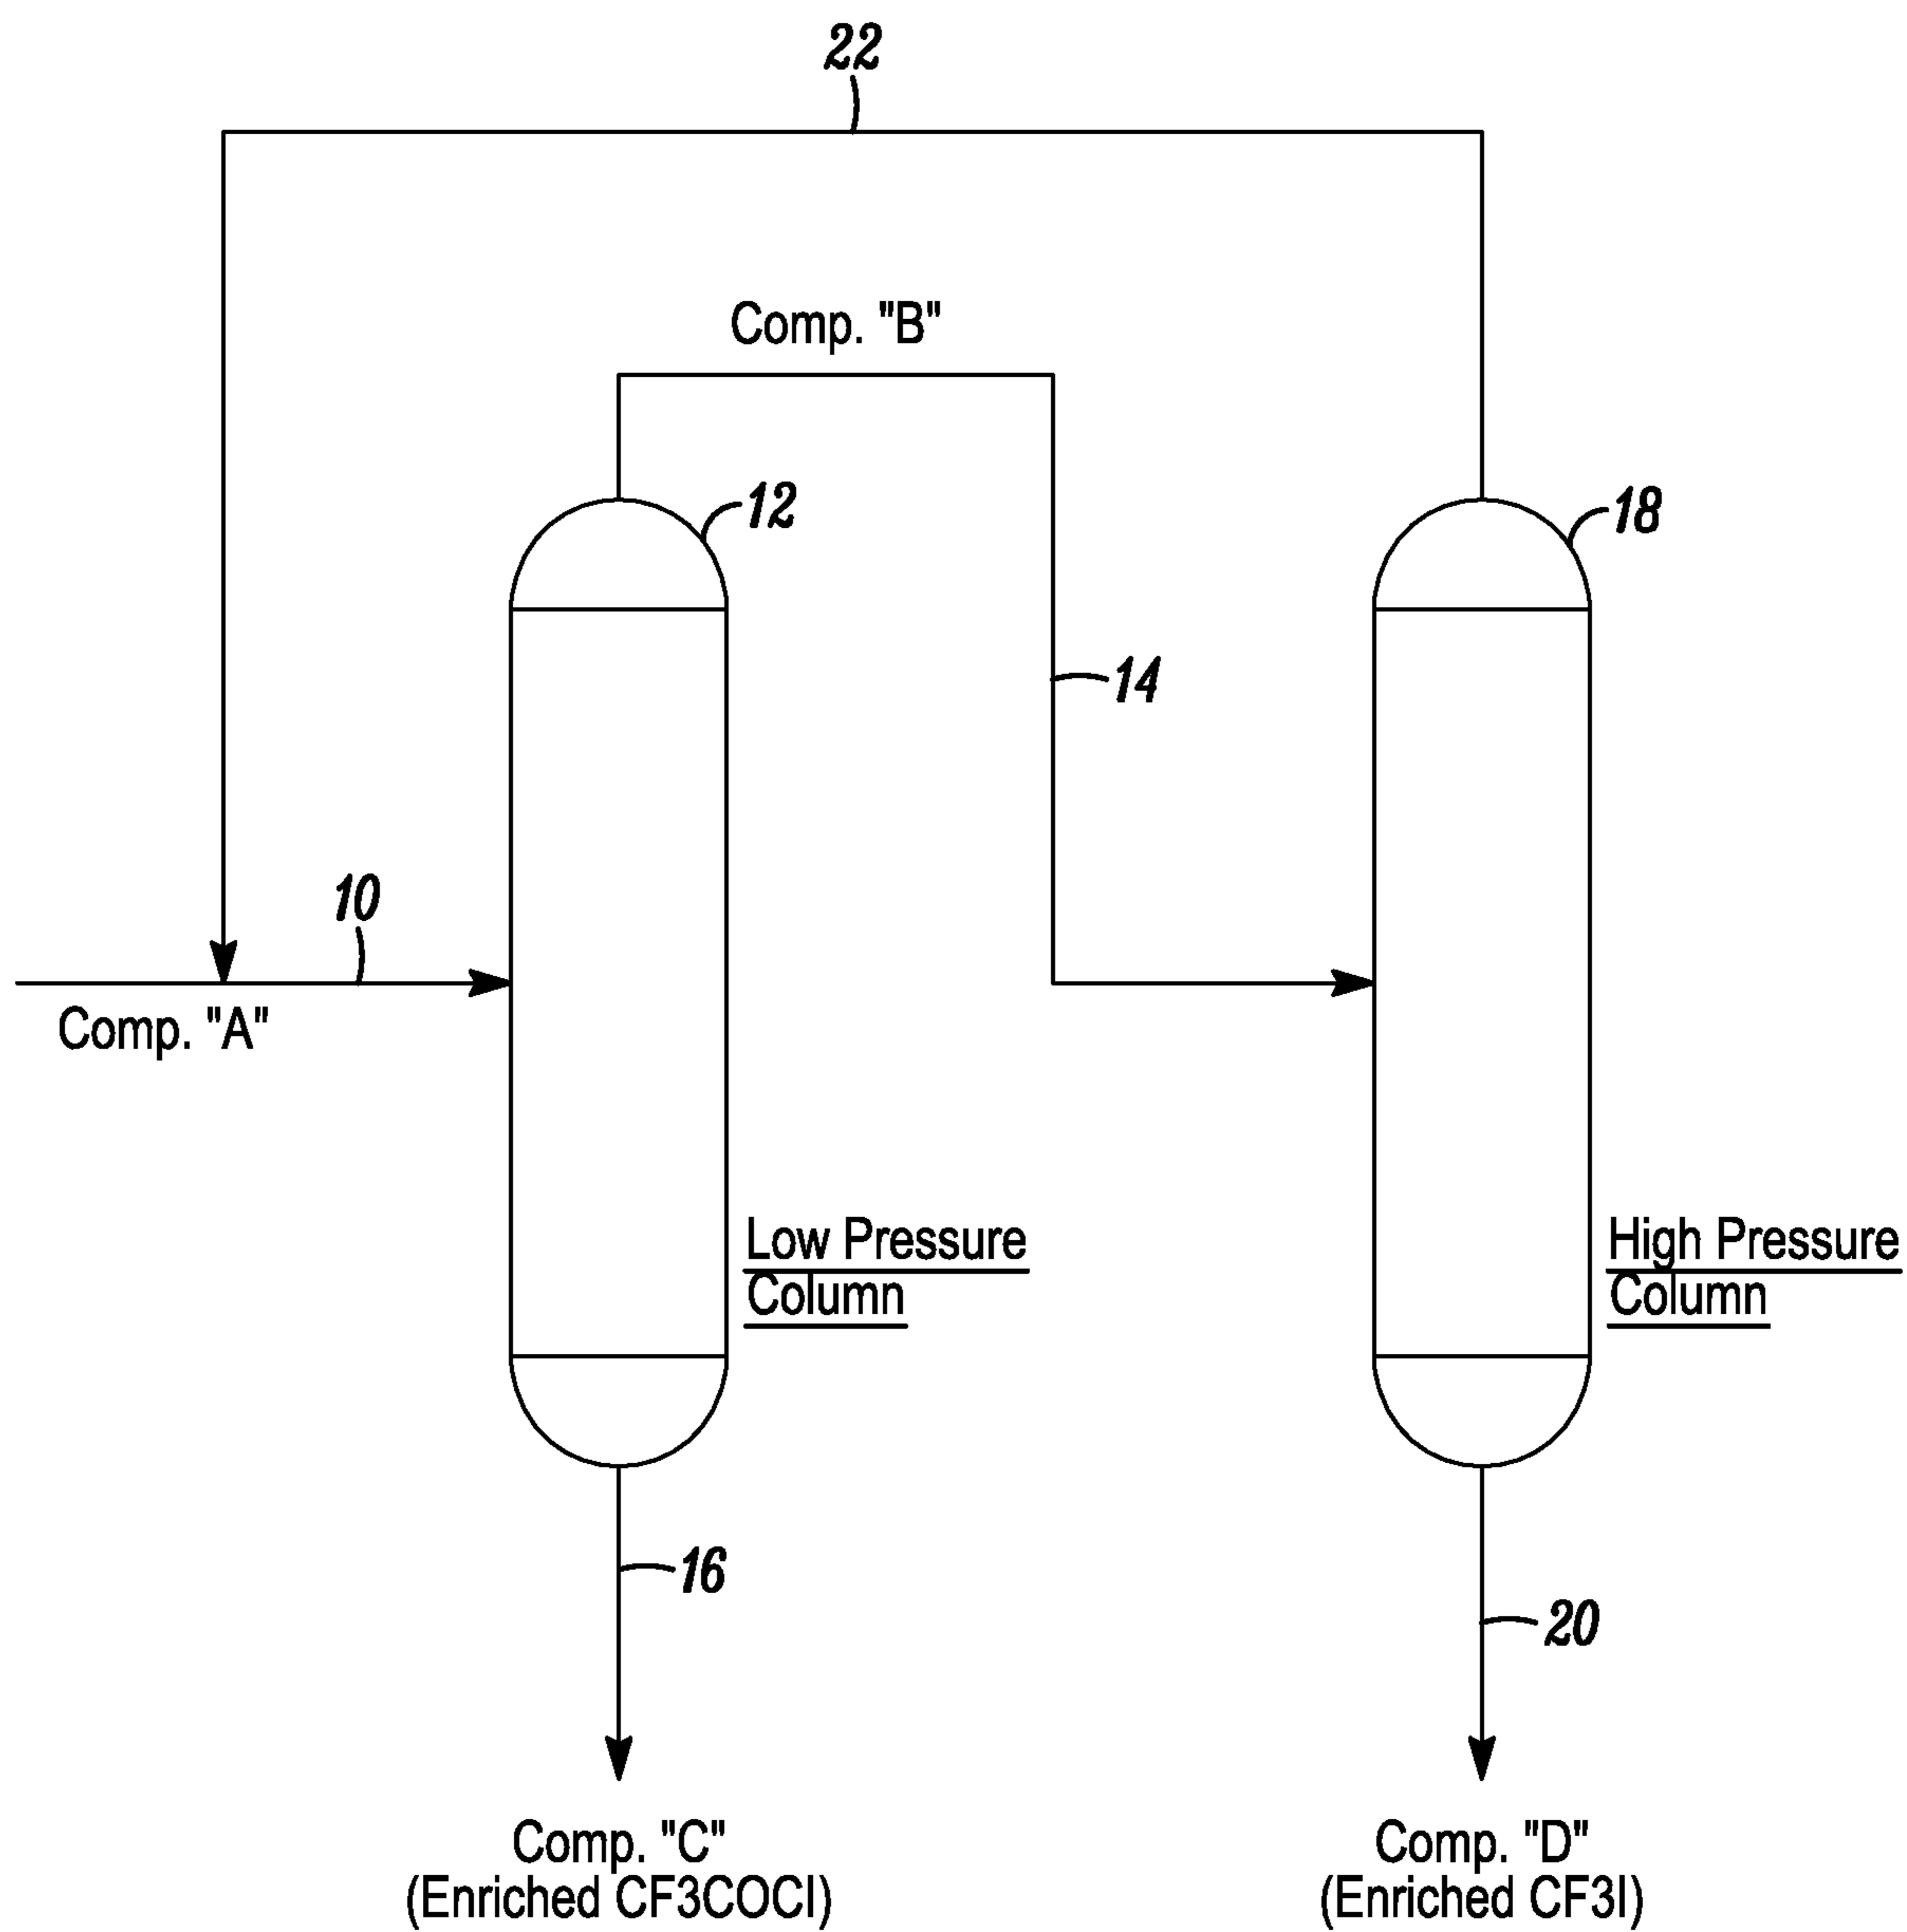 22
Comp. "B"
12
18
14
10
Comp. "A"
Low Pressure
Column
High Pressure
Column
16
20
Comp. "C"
(Enriched CF3COCl)
Comp. "D"
(Enriched CF3I)